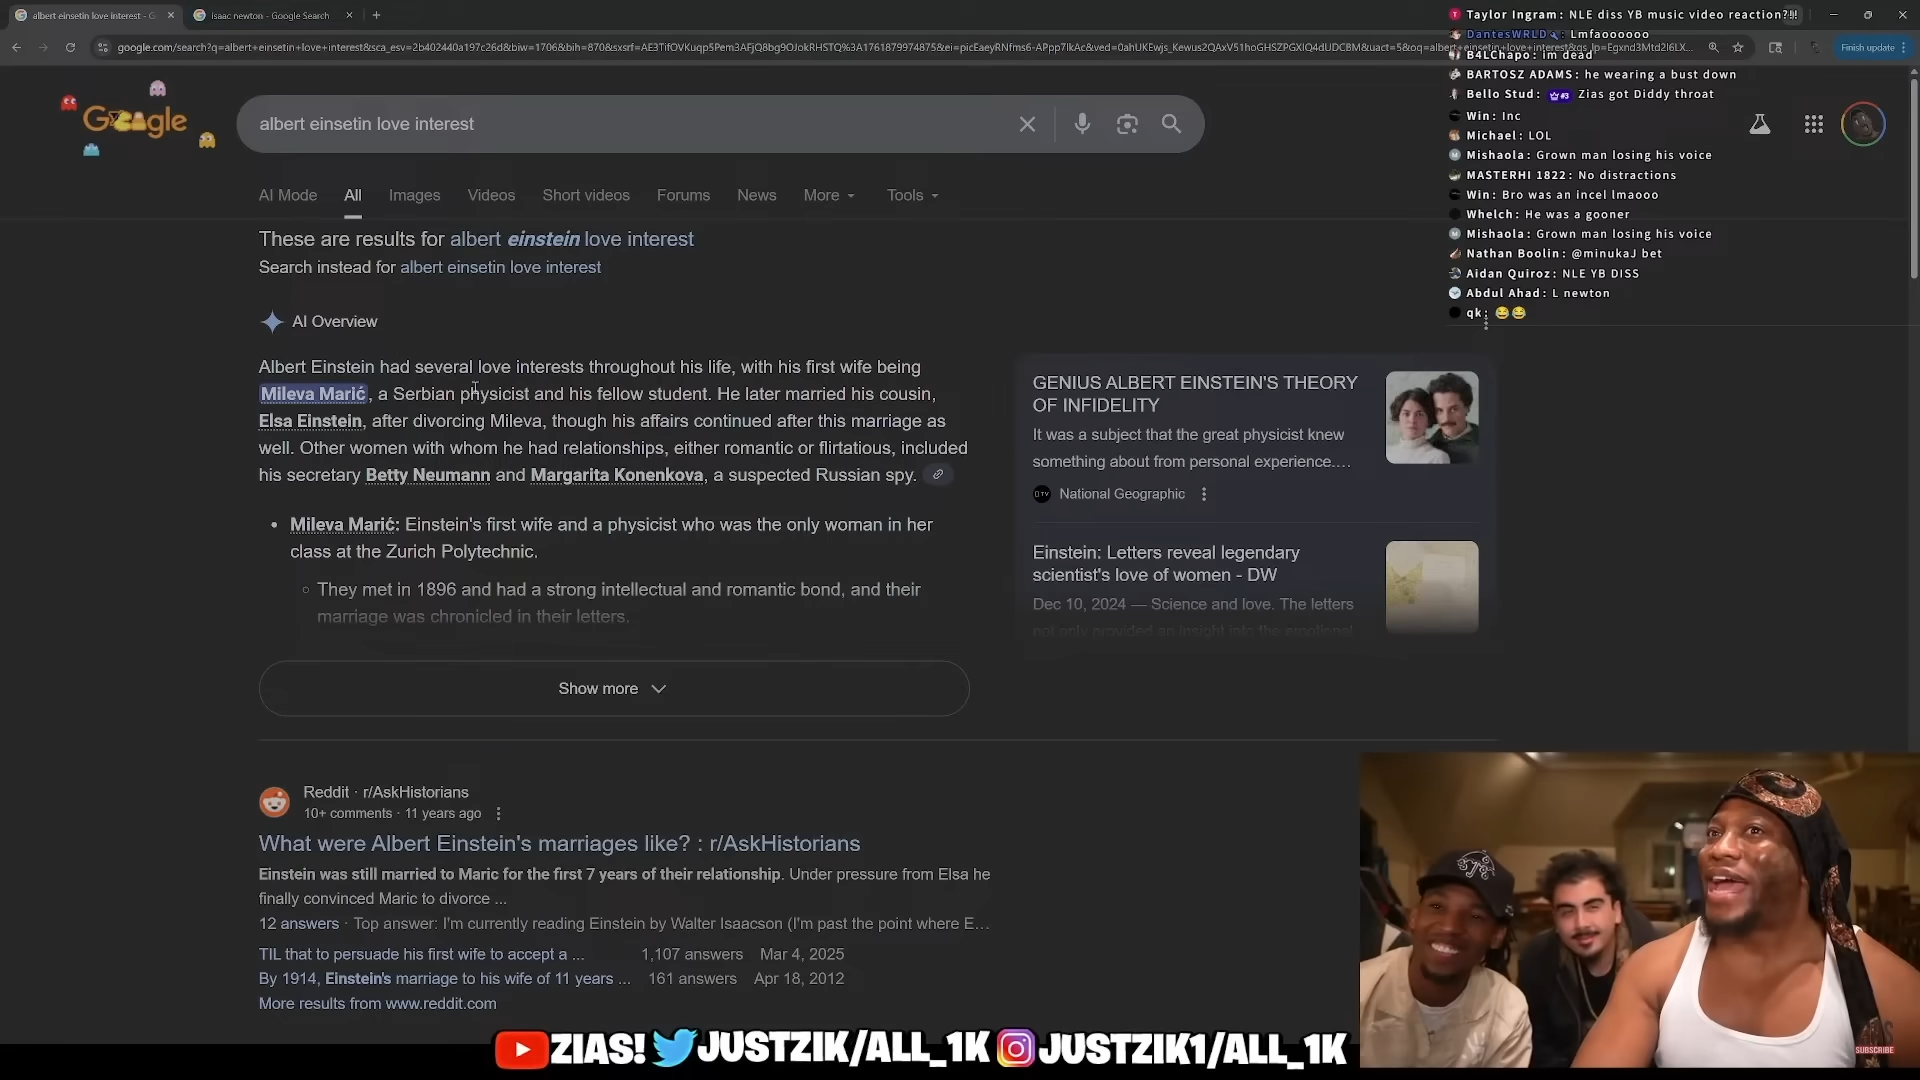 albert einsetin love interest - G
isaac newton - Google Search
Finish update
Google
albert einsetin love interest
AI Mode
All
Images
Videos
Short videos
Forums
News
More
Tools
These are results for albert einstein love interest
Search instead for albert einsetin love interest
AI Overview
Albert Einstein had several love interests throughout his life, with his first wife being
Mileva Marić, a Serbian physicist and his fellow student. He later married his cousin,
Elsa Einstein, after divorcing Mileva, though his affairs continued after this marriage as
well. Other women with whom he had relationships, either romantic or flirtatious, included
his secretary Betty Neumann and Margarita Konenkova, a suspected Russian spy.
• Mileva Marić: Einstein's first wife and a physicist who was the only woman in her
class at the Zurich Polytechnic.
They met in 1896 and had a strong intellectual and romantic bond, and their
marriage was chronicled in their letters.
Show more
GENIUS ALBERT EINSTEIN'S THEORY
OF INFIDELITY
It was a subject that the great physicist knew
something about from personal experience....
National Geographic
Einstein: Letters reveal legendary
scientist's love of women - DW
Dec 10, 2024 — Science and love. The letters
not only provided an insight into the emotional
Reddit · r/AskHistorians
10+ comments · 11 years ago
What were Albert Einstein's marriages like? : r/AskHistorians
Einstein was still married to Maric for the first 7 years of their relationship. Under pressure from Elsa he
finally convinced Maric to divorce ...
12 answers · Top answer: I'm currently reading Einstein by Walter Isaacson (I'm past the point where E...
TIL that to persuade his first wife to accept a ... 1,107 answers Mar 4, 2025
By 1914, Einstein's marriage to his wife of 11 years ... 161 answers Apr 18, 2012
More results from www.reddit.com
Taylor Ingram: NLE diss YB music video reaction?!!!
DantesWRLD: Lmfaoooooo
B4LChapo: im dead
BARTOSZ ADAMS: he wearing a bust down
Bello Stud: #3 Zias got Diddy throat
Win: Inc
Michael: LOL
Mishaola: Grown man losing his voice
MASTERHI 1822: No distractions
Win: Bro was an incel lmaooo
Whelch: He was a gooner
Mishaola: Grown man losing his voice
Nathan Boolin: @minukaJ bet
Aidan Quiroz: NLE YB DISS
Abdul Ahad: L newton
qk: 😂😂
ZIAS! JUSTZIK/ALL_1K JUSTZIK1/ALL_1K
SUBSCRIBE